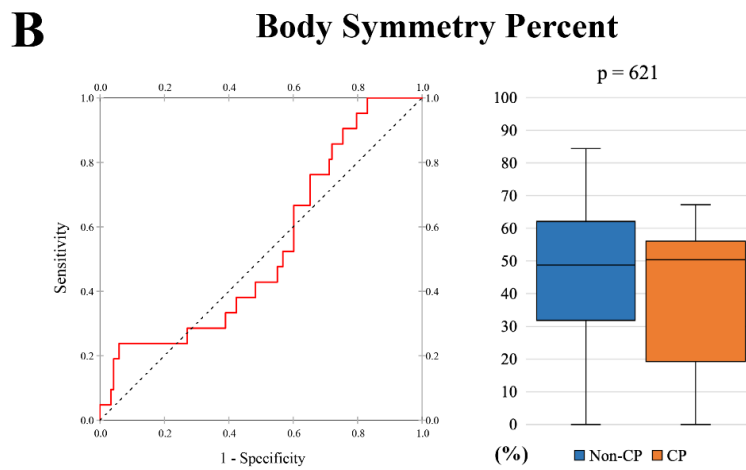 B
Body Symmetry Percent
0.0 0.2 0.4 0.6 0.8 1.0
1.0 1.0
0.8 0.8
0.6 0.6
0.4 0.4
0.2 0.2
0.0 0.0
0.0 0.2 0.4 0.6 0.8 1.0
Sensitivity
1 - Specificity
p = 621
100
90
80
70
60
50
40
30
20
10
0
(%) Non-CP CP